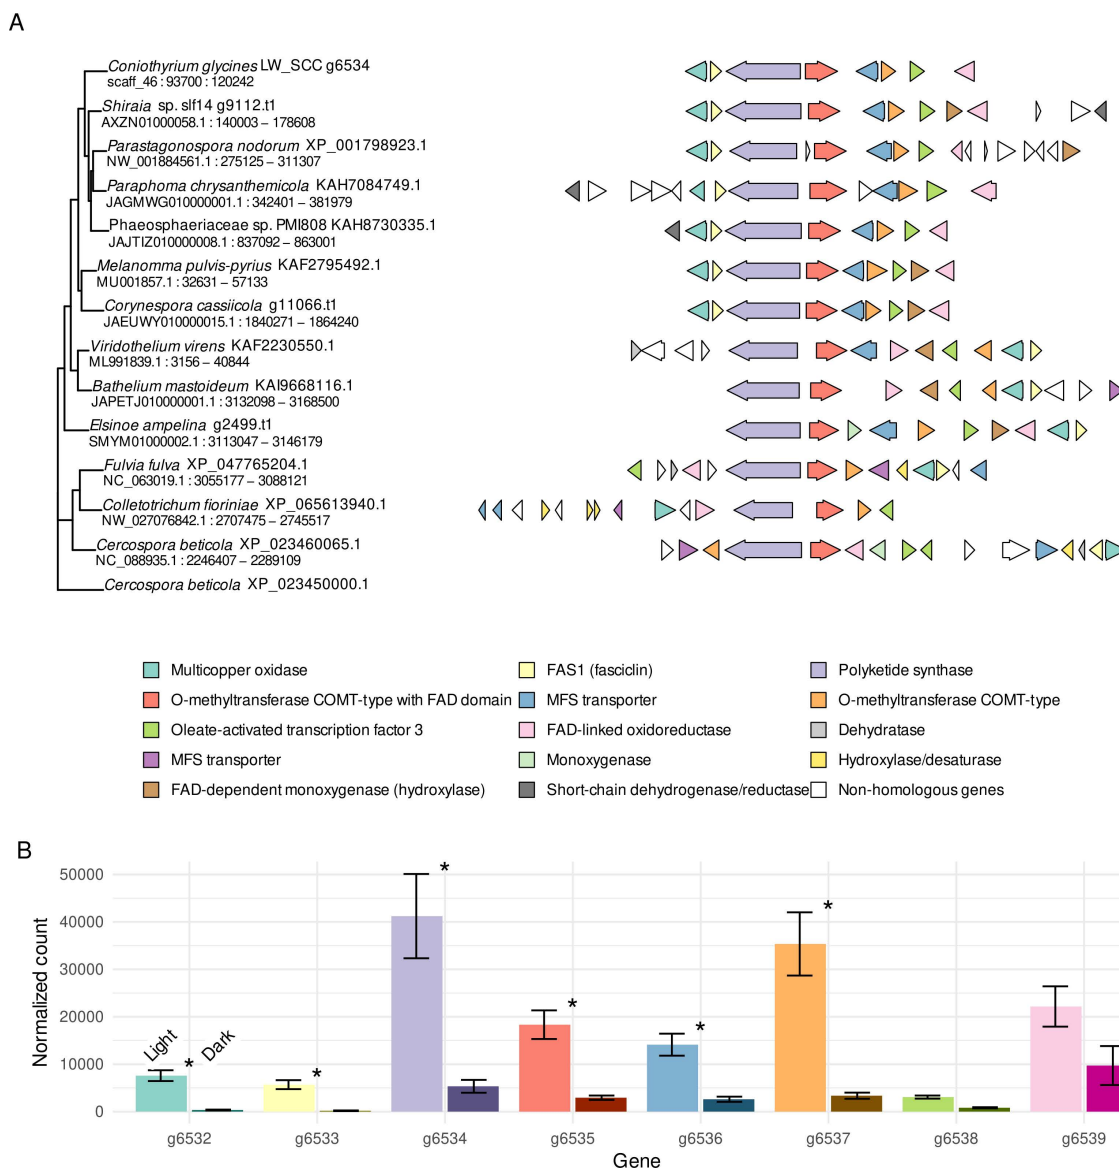 A
Coniothyrium glycines LW_SCC g6534
scaff_46 : 93700 : 120242
Shiraia sp. slf14 g9112.t1
AXZN01000058.1 : 140003 – 178608
Parastagonospora nodorum XP_001798923.1
NW_001884561.1 : 275125 – 311307
Paraphoma chrysanthemicola KAH7084749.1
JAGMWG010000001.1 : 342401 – 381979
Phaeosphaeriaceae sp. PMI808 KAH8730335.1
JAJTIZ010000008.1 : 837092 – 863001
Melanomma pulvis-pyrius KAF2795492.1
MU001857.1 : 32631 – 57133
Corynespora cassiicola g11066.t1
JAEUWY010000015.1 : 1840271 – 1864240
Viridothelium virens KAF2230550.1
ML991839.1 : 3156 – 40844
Bathelium mastoideum KAI9668116.1
JAPETJ010000001.1 : 3132098 – 3168500
Elsinoe ampelina g2499.t1
SMYM01000002.1 : 3113047 – 3146179
Fulvia fulva XP_047765204.1
NC_063019.1 : 3055177 – 3088121
Colletotrichum fioriniae XP_065613940.1
NW_027076842.1 : 2707475 – 2745517
Cercospora beticola XP_023460065.1
NC_088935.1 : 2246407 – 2289109
Cercospora beticola XP_023450000.1
Multicopper oxidase FAS1 (fasciclin) Polyketide synthase
O-methyltransferase COMT-type with FAD domain MFS transporter O-methyltransferase COMT-type
Oleate-activated transcription factor 3 FAD-linked oxidoreductase Dehydratase
MFS transporter Monoxygenase Hydroxylase/desaturase
FAD-dependent monoxygenase (hydroxylase) Short-chain dehydrogenase/reductase Non-homologous genes
B
Normalized count
50000
40000
30000
20000
10000
0
Light * Dark
*
*
*
*
*
g6532 g6533 g6534 g6535 g6536 g6537 g6538 g6539
Gene